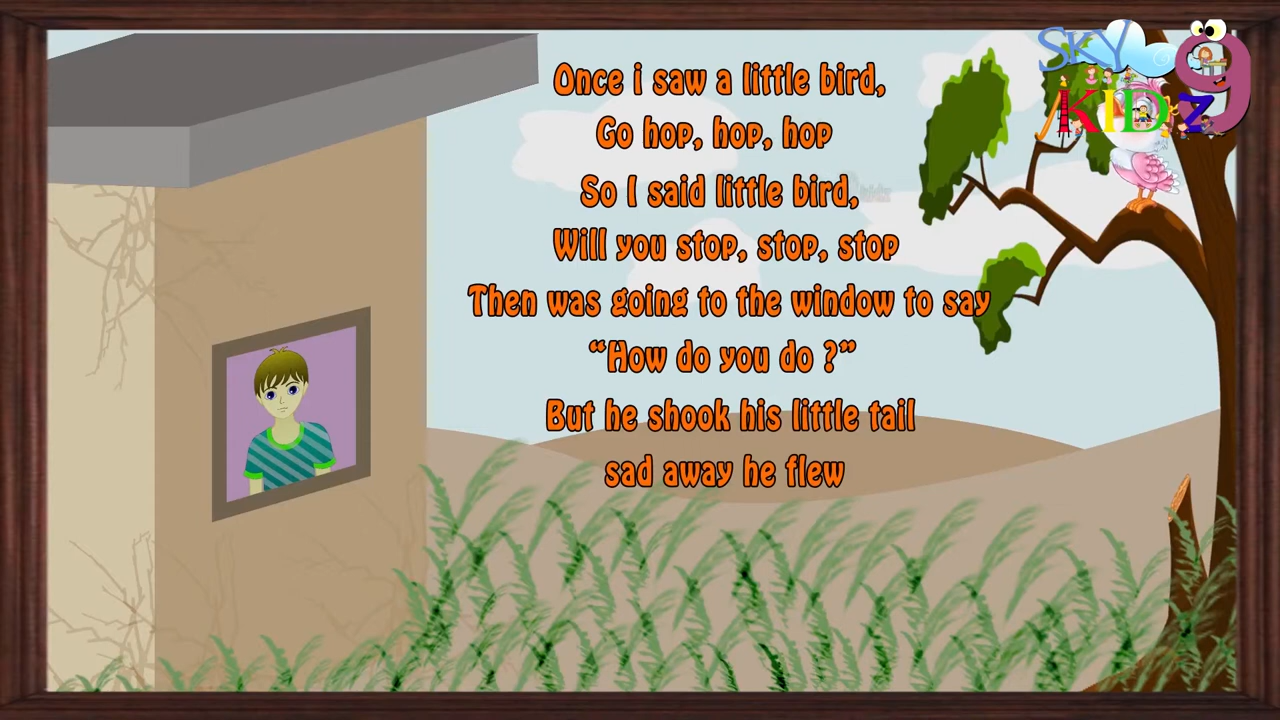 Once i saw a little bird,
Go hop, hop, hop
So I said little bird,
Will you stop, stop, stop
Then was going to the window to say
“How do you do ?”
But he shook his little tail
sad away he flew
SKY 9
KIDZ